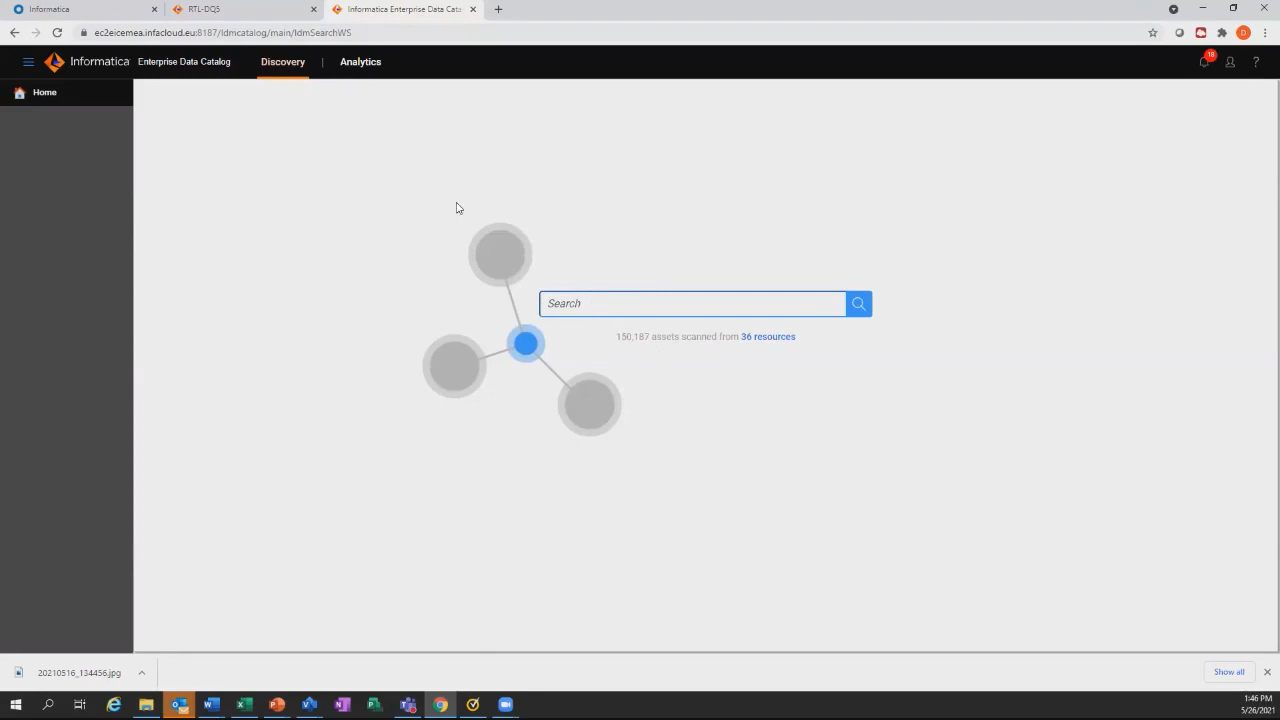 Informatica
RTL-DQS
Informatica Enterprise Data Cata
ec2eicemea.infacloud.eu:8187/ldmcatalog/main/ldmSearchWS
D
Informatica Enterprise Data Catalog Discovery | Analytics
18
?
Home
Search
150,187 assets scanned from 36 resources
20210516_134456.jpg
Show all
1:46 PM
5/26/2021